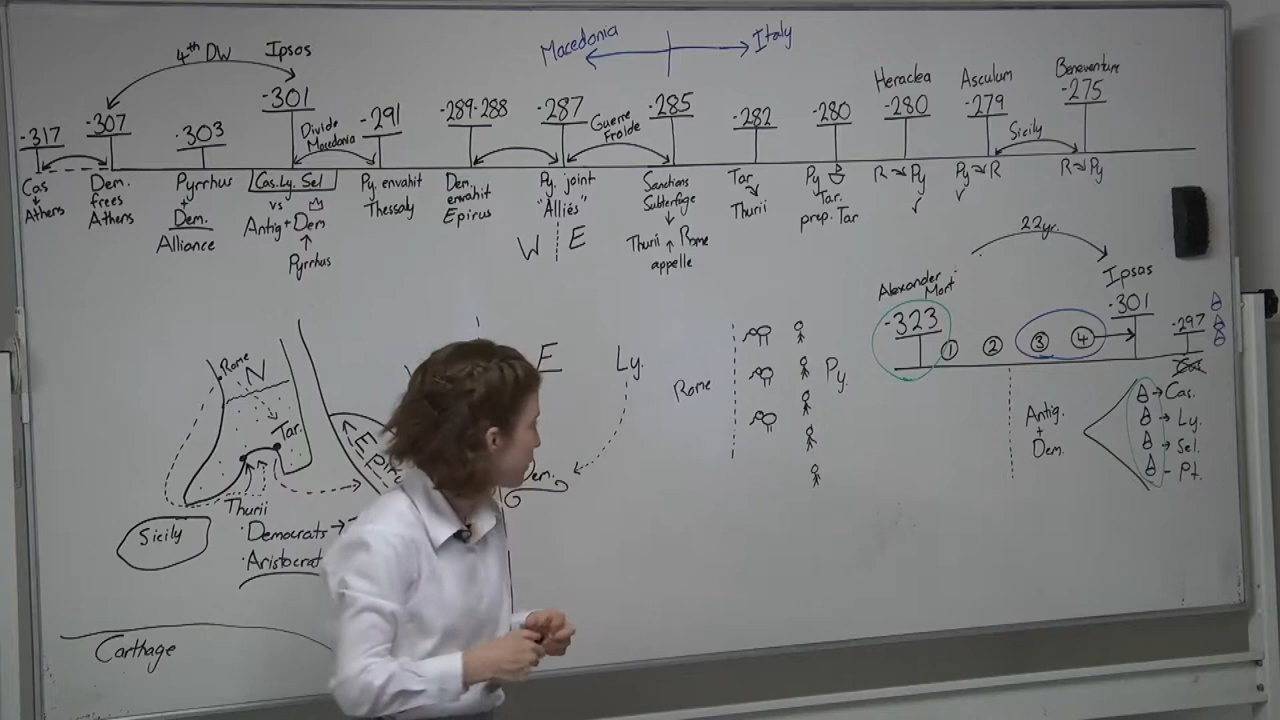 4th DW
Ipsos
Macedonia
Italy
-317
-307
-303
-301
-291
-289-288
-287
-285
-282
-280
Heraclea
-280
Asculum
-279
Beneventum
-275
Divide
Macedonia
Guerre
Froide
Sicily
Cas
Athens
Dem.
frees
Athens
Pyrrhus
+
Dem.
Alliance
Cas. Ly. Sel
vs
Antig + Dem
Pyrrhus
Py. envahit
Thessaly
Dem.
envahit
Epirus
Py. joint
"Alliés"
W E
Sanctions
Subterfuge
Thurii Rome
appelle
Tar
Thurii
Py
Tar.
prep. Tar
R Py
Py R
R Py
22yr.
Alexander
Mort
-323
1 2 3 4
Ipsos
-301
-297
Cas
Antig.
+
Dem.
Cas.
Ly.
Sel.
Pt.
Rome
N
Tar.
Thurii
Democrats
Aristocrat
Sicily
Carthage
E
Ly.
Dem.
Rome
Py.